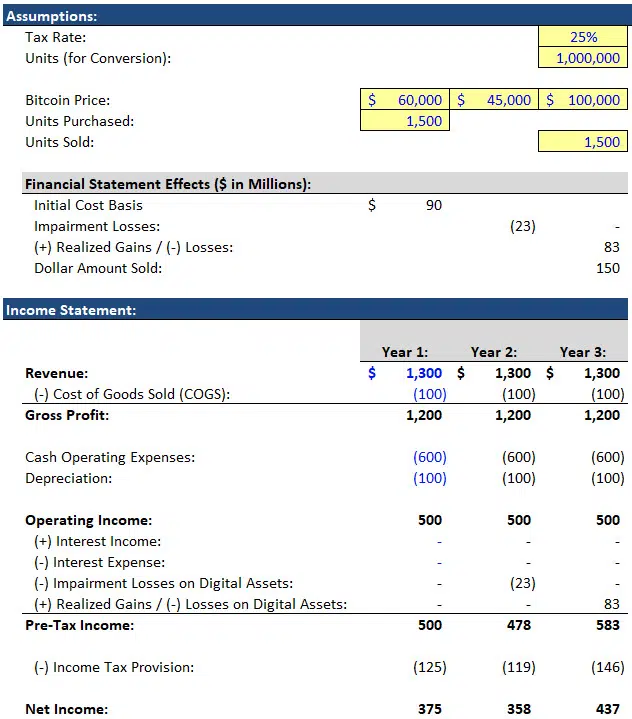 Assumptions:
Tax Rate: 25%
Units (for Conversion): 1,000,000
Bitcoin Price: $ 60,000 $ 45,000 $ 100,000
Units Purchased: 1,500
Units Sold: 1,500
Financial Statement Effects ($ in Millions):
Initial Cost Basis $ 90
Impairment Losses: (23) -
(+) Realized Gains / (-) Losses: 83
Dollar Amount Sold: 150
Income Statement:
Year 1: Year 2: Year 3:
Revenue: $ 1,300 $ 1,300 $ 1,300
(-) Cost of Goods Sold (COGS): (100) (100) (100)
Gross Profit: 1,200 1,200 1,200
Cash Operating Expenses: (600) (600) (600)
Depreciation: (100) (100) (100)
Operating Income: 500 500 500
(+) Interest Income: - - -
(-) Interest Expense: - - -
(-) Impairment Losses on Digital Assets: - (23) -
(+) Realized Gains / (-) Losses on Digital Assets: - - 83
Pre-Tax Income: 500 478 583
(-) Income Tax Provision: (125) (119) (146)
Net Income: 375 358 437